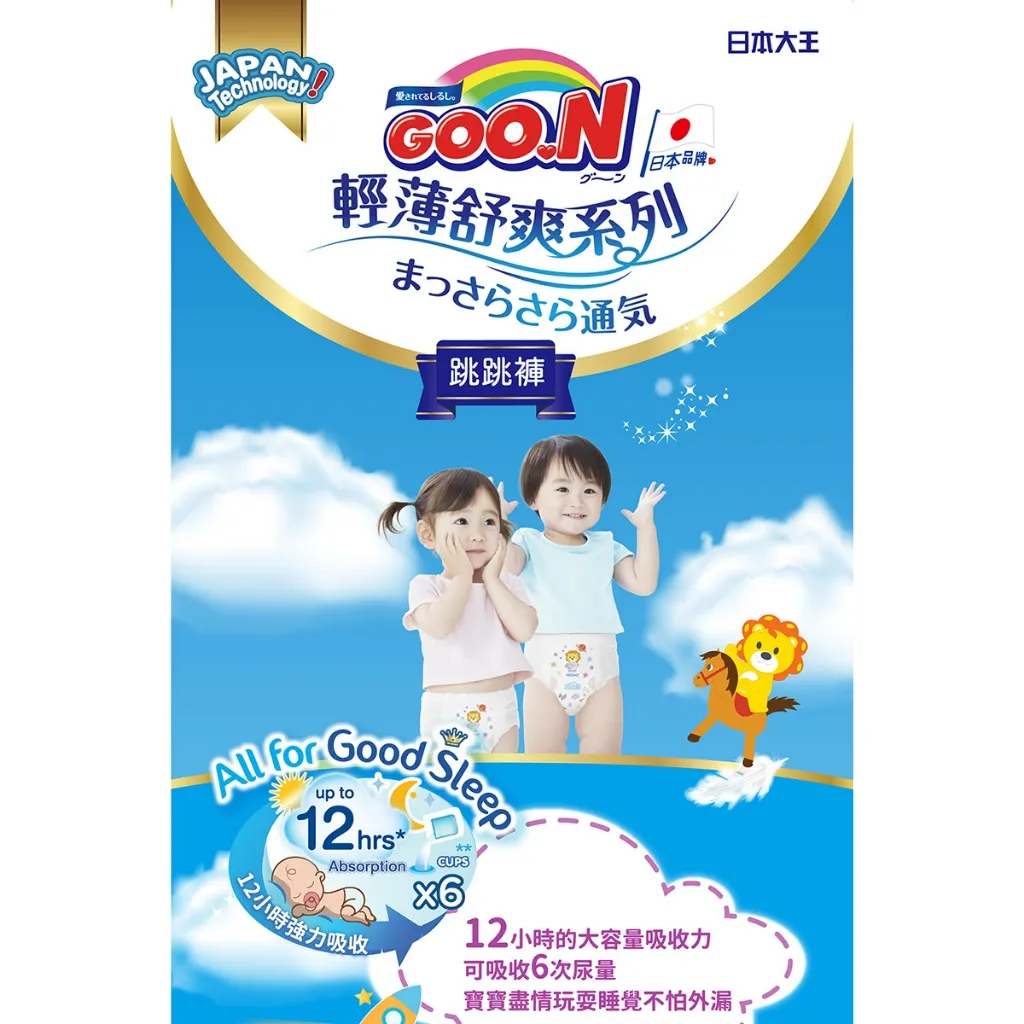 日本大王
JAPAN!
Technology
愛されてるしるし。
GOO.N
グ〜ン
日本品牌
輕薄舒爽系列
まっさらさら通気
跳跳褲
All for Good Sleep
up to
12hrs*
Absorption
**
CUPS
x6
12小時強力吸收
12小時的大容量吸收力
可吸收6次尿量
寶寶盡情玩耍睡覺不怕外漏